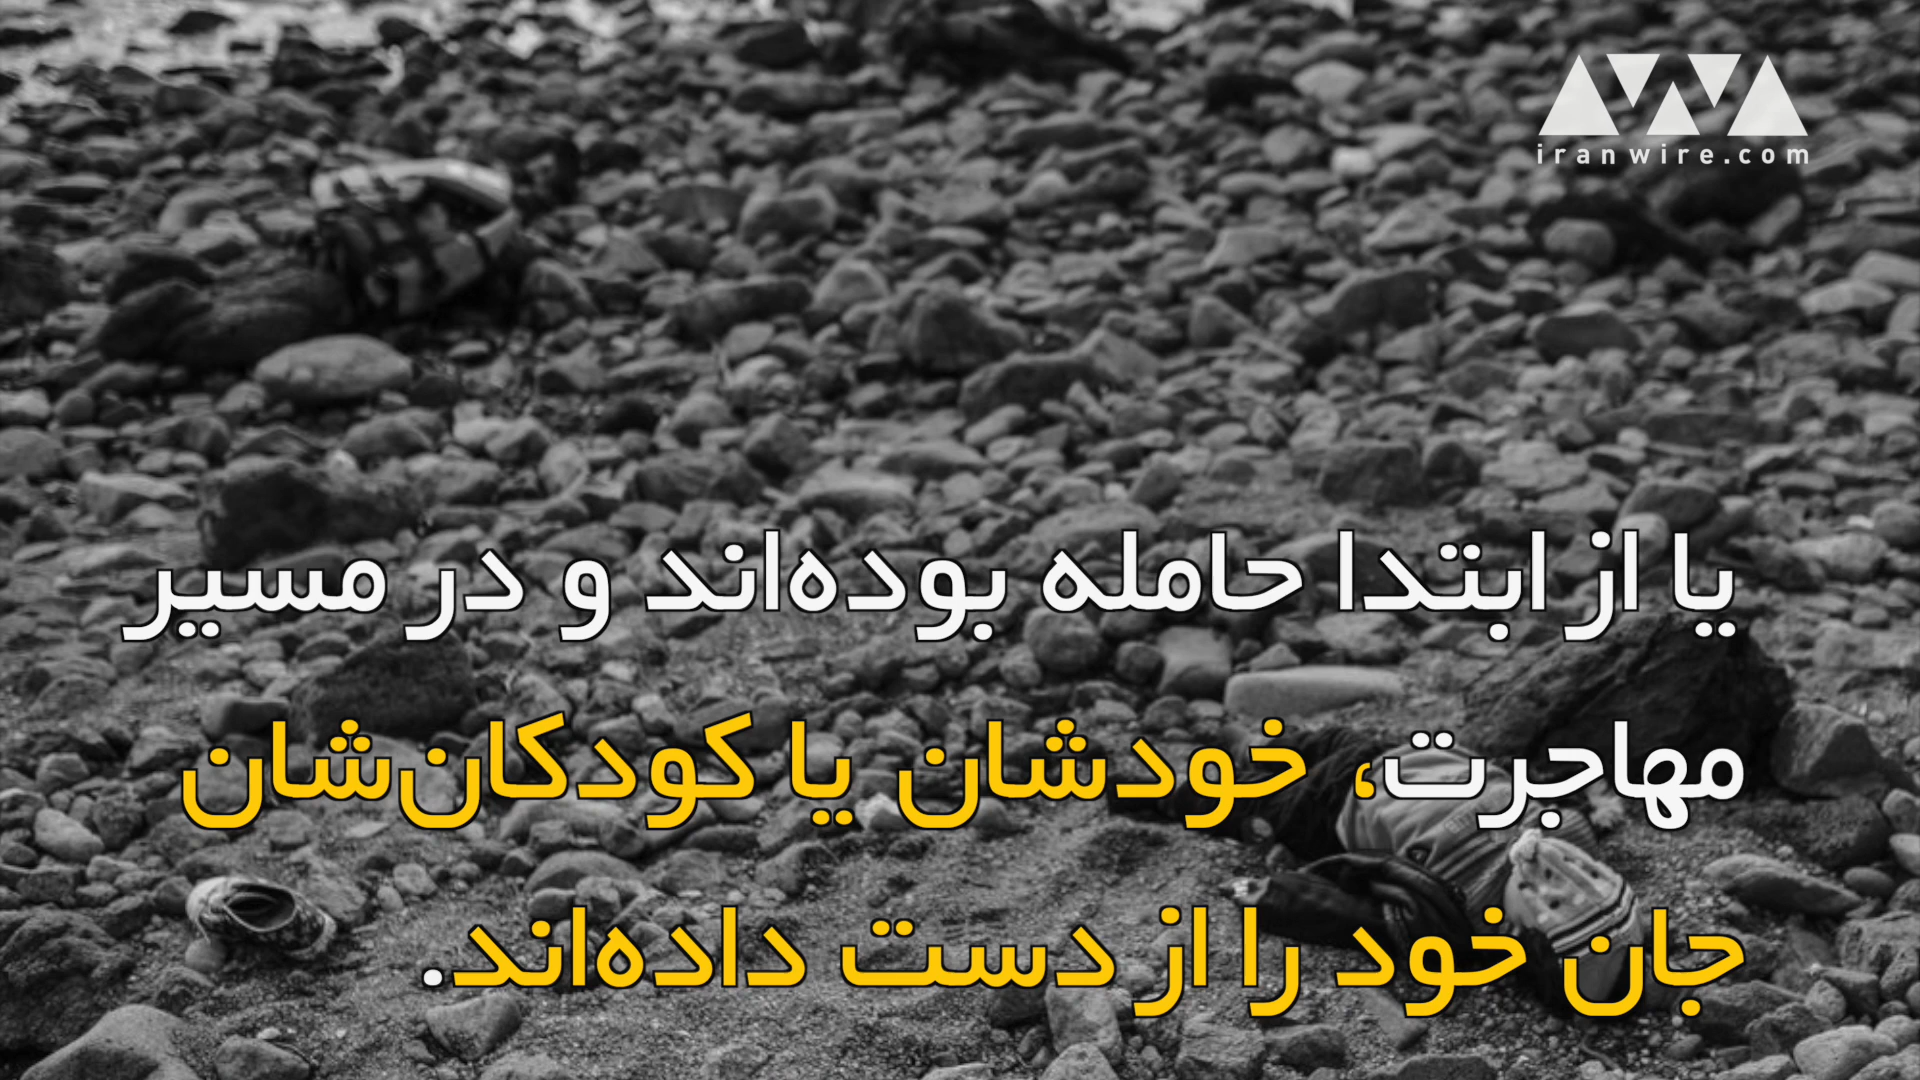 iranwire.com
یا از ابتدا حامله بوده‌اند و در مسیر
مهاجرت، خودشان یا کودکان‌شان
جان خود را از دست داده‌اند.